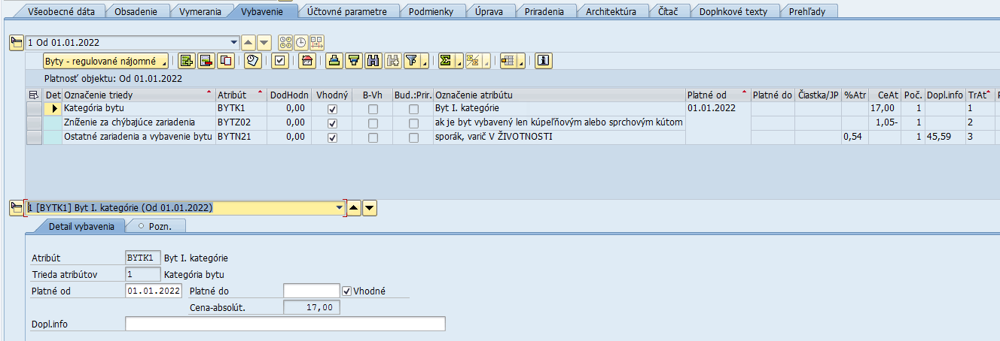 Všeobecné dáta Obsadenie Vymerania Vybavenie Účtovné parametre Podmienky Úprava Priradenia Architektúra Čítač Doplnkové texty Prehľady
1 Od 01.01.2022
Byty - regulované nájomné
Platnosť objektu: Od 01.01.2022
Det Označenie triedy Atribút DodHodn Vhodný B-Vh Bud.:Prir. Označenie atribútu Platné od Platné do Čiastka/JP %Atr CeAt Poč. Dopl.info TrAt
Kategória bytu BYTK1 0,00 Byt I. kategórie 01.01.2022 17,00 1 1
Zníženie za chýbajúce zariadenia BYTZ02 0,00 ak je byt vybavený len kúpeľňovým alebo sprchovým kútom 1,05- 1 2
Ostatné zariadenia a vybavenie bytu BYTN21 0,00 sporák, varič V ŽIVOTNOSTI 0,54 1 45,59 3
1 [BYTK1] Byt I. kategórie (Od 01.01.2022)
Detail vybavenia Pozn.
Atribút BYTK1 Byt I. kategórie
Trieda atribútov 1 Kategória bytu
Platné od 01.01.2022 Platné do Vhodné
Cena-absolút. 17,00
Dopl.info